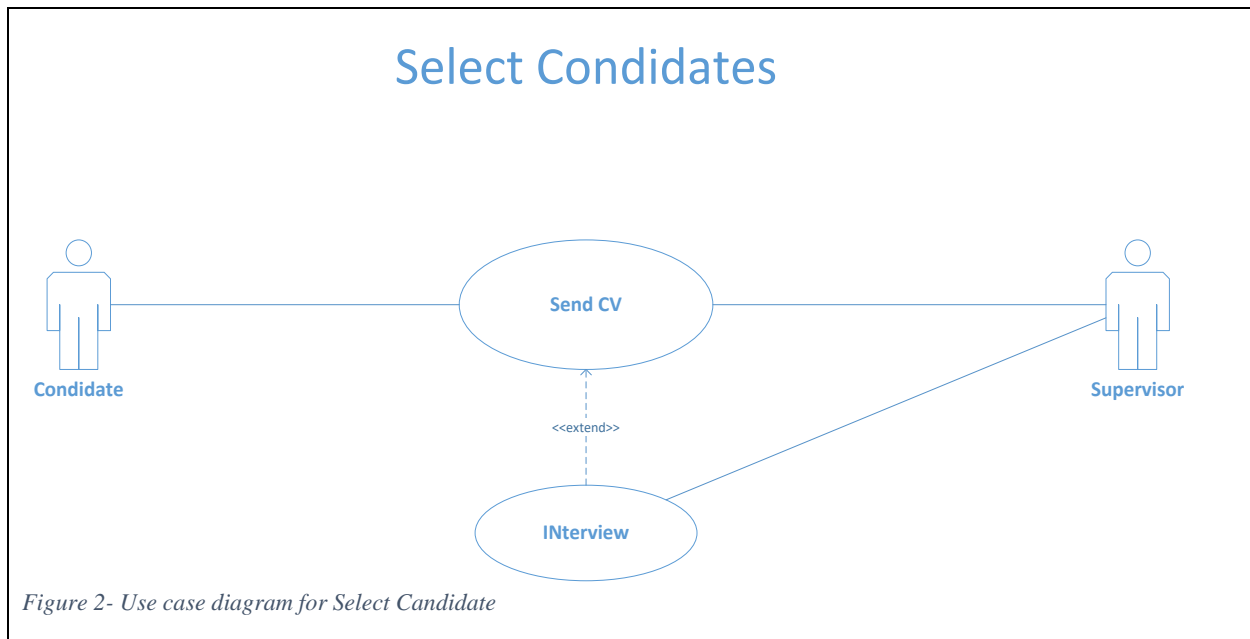 Select Condidates
Send CV
Condidate
Supervisor
<<extend>>
INterview
Figure 2- Use case diagram for Select Candidate